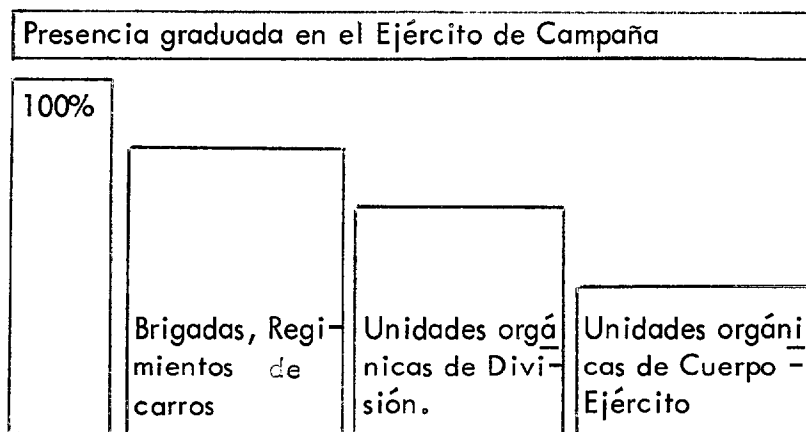 Presencia graduada en el Ejército de Campaña
100%
Brigadas, Regi-
mientos de
carros
Unidades orgá
nicas de Divi-
sión.
Unidades orgáni
cas de Cuerpo -
Ejército